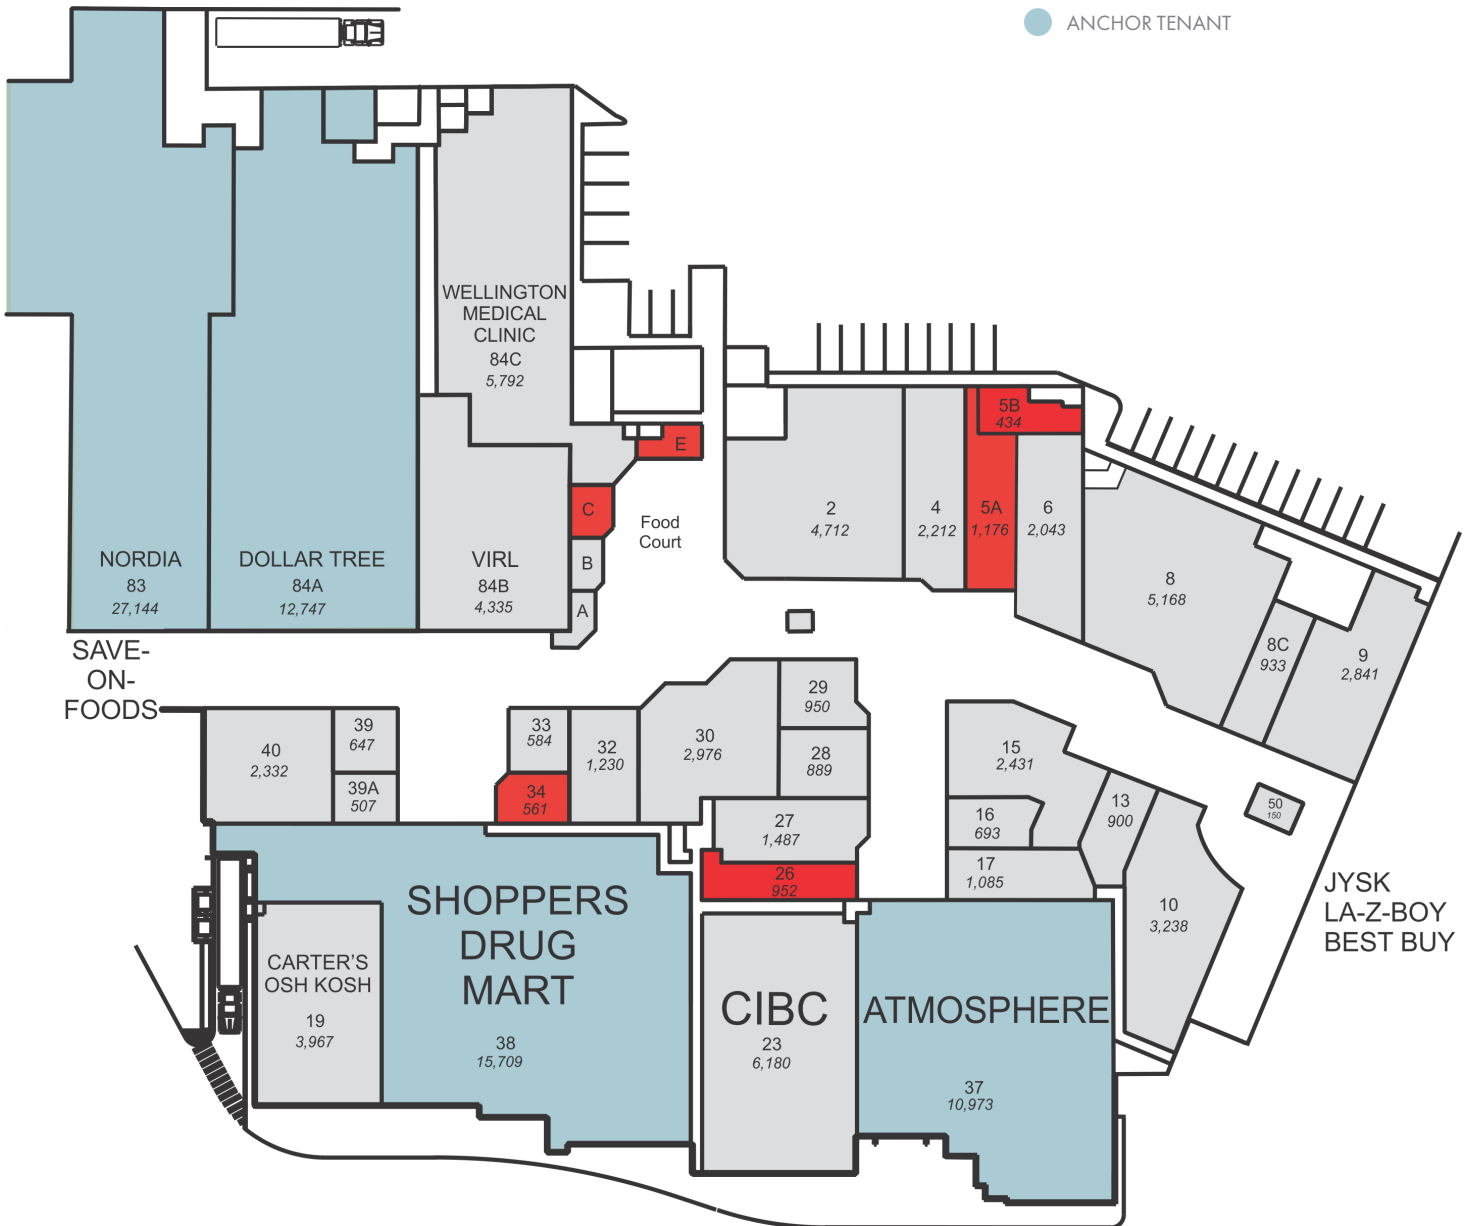 ANCHOR TENANT
WELLINGTON
MEDICAL
CLINIC
84C
5,792
NORDIA
83
27,144
DOLLAR TREE
84A
12,747
VIRL
84B
4,335
E
C
B
A
Food
Court
2
4,712
4
2,212
5A
1,176
5B
434
6
2,043
8
5,168
8C
933
9
2,841
SAVE-
ON-
FOODS
40
2,332
39
647
39A
507
33
584
34
561
32
1,230
30
2,976
29
950
28
889
27
1,487
26
952
15
2,431
16
693
17
1,085
13
900
10
3,238
50
150
JYSK
LA-Z-BOY
BEST BUY
CARTER'S
OSH KOSH
19
3,967
SHOPPERS
DRUG
MART
38
15,709
CIBC
23
6,180
ATMOSPHERE
37
10,973